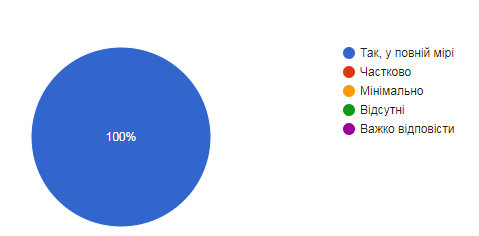 100%
Так, у повній мірі
Частково
Мінімально
Відсутні
Важко відповісти